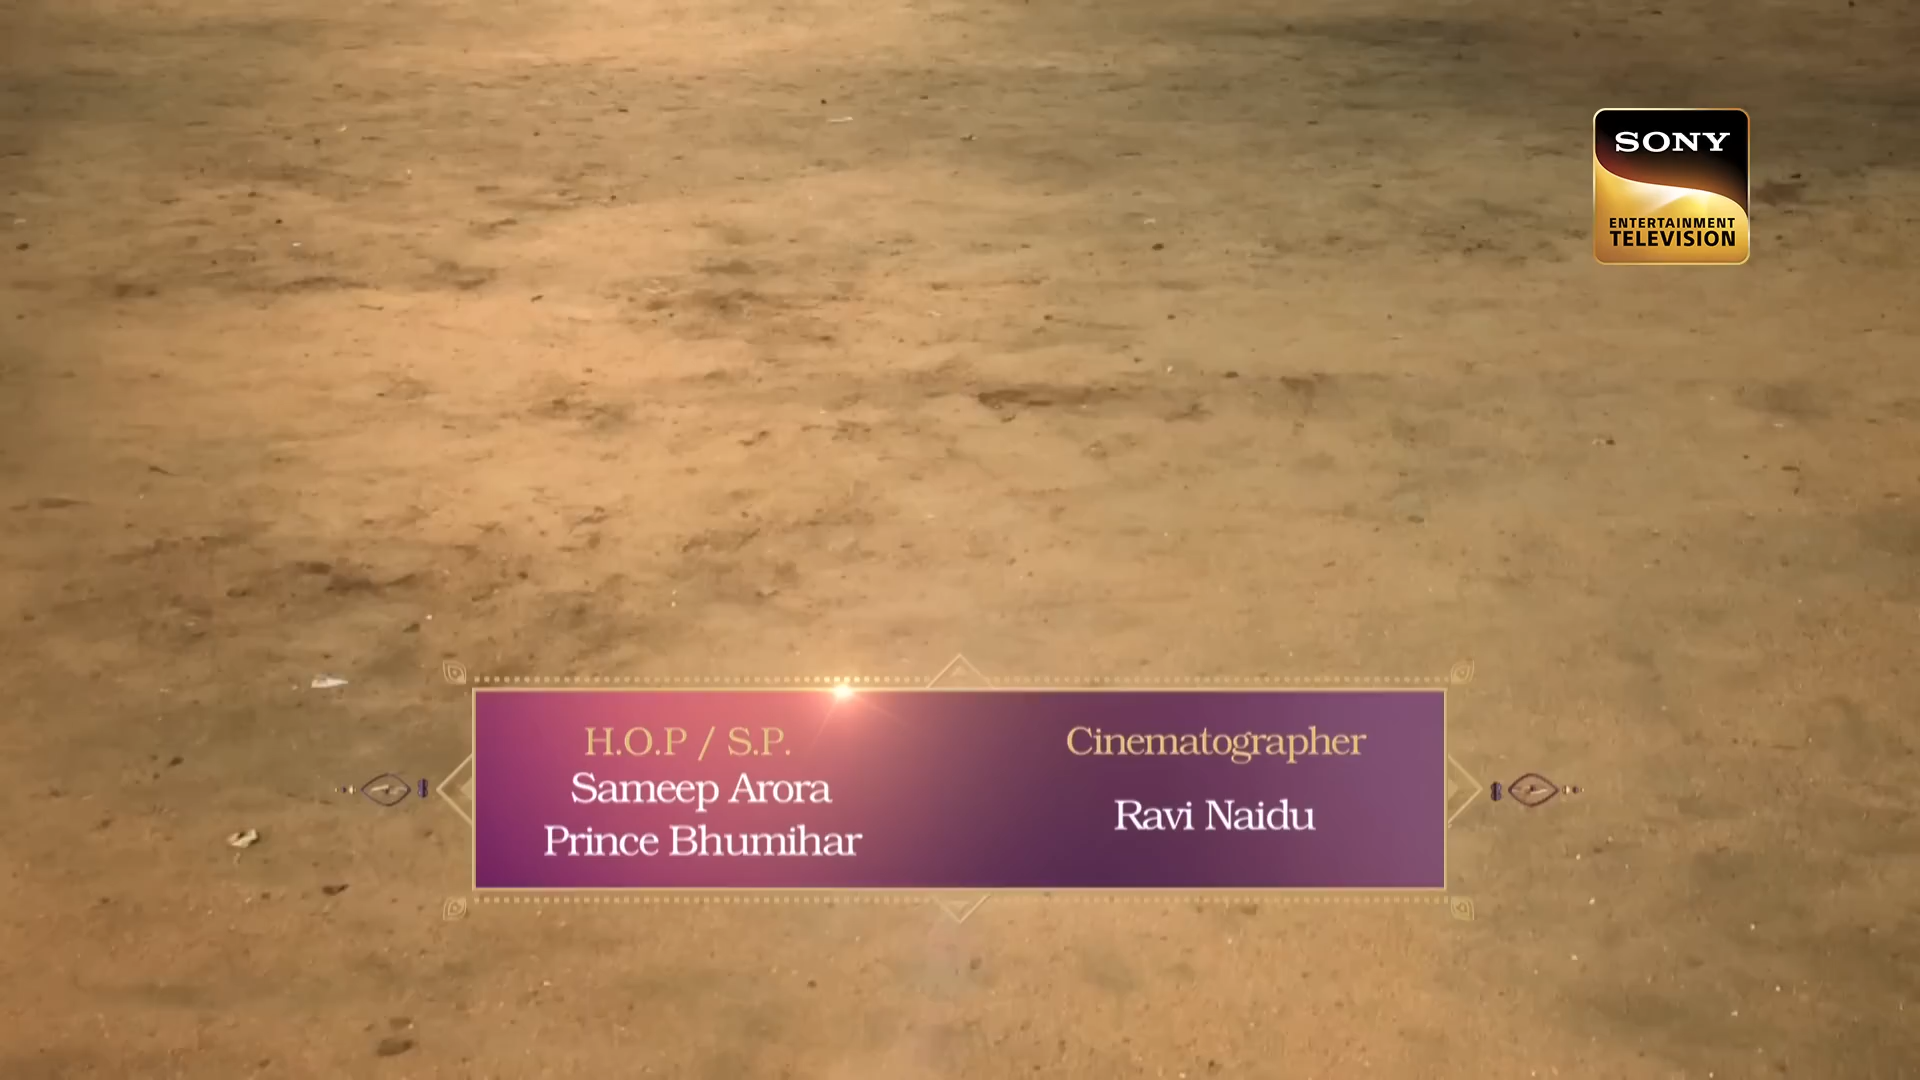 SONY
ENTERTAINMENT
TELEVISION
H.O.P / S.P.
Sameep Arora
Prince Bhumihar
Cinematographer
Ravi Naidu